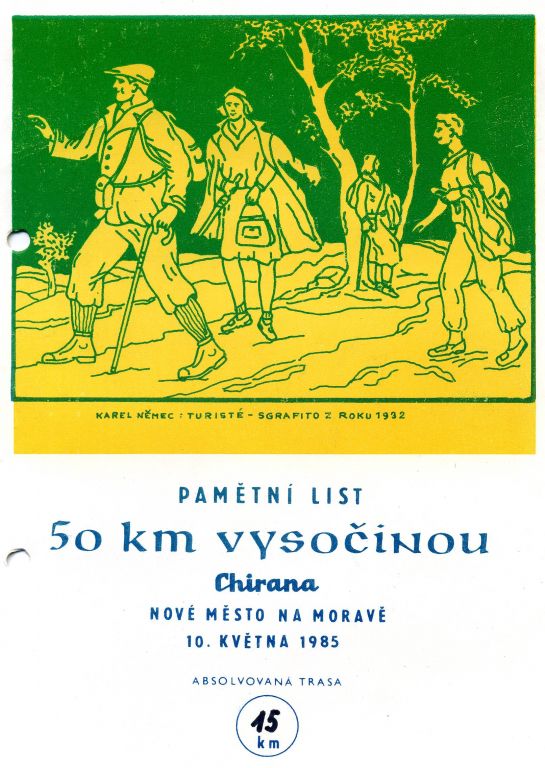 KAREL NĚMEC: TURISTÉ - SGRAFITO Z ROKU 1932
PAMĚTNÍ LIST
50 km VYSOČINOU
Chirana
NOVÉ MĚSTO NA MORAVĚ
10. KVĚTNA 1985
ABSOLVOVANÁ TRASA
15
km